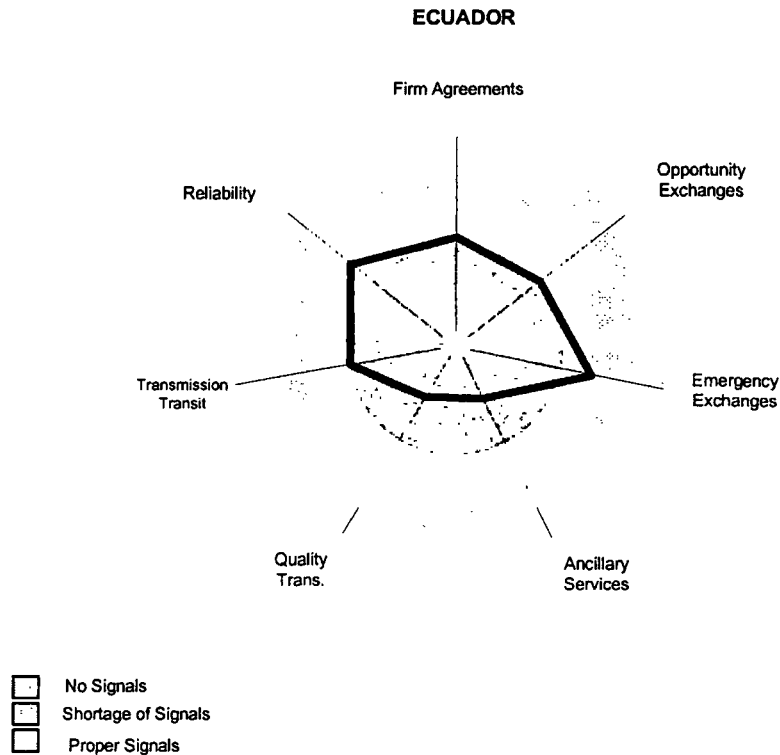 ECUADOR
Firm Agreements
Opportunity
Exchanges
Reliability
Emergency
Exchanges
Transmission
Transit
Quality
Trans.
Ancillary
Services
No Signals
Shortage of Signals
Proper Signals